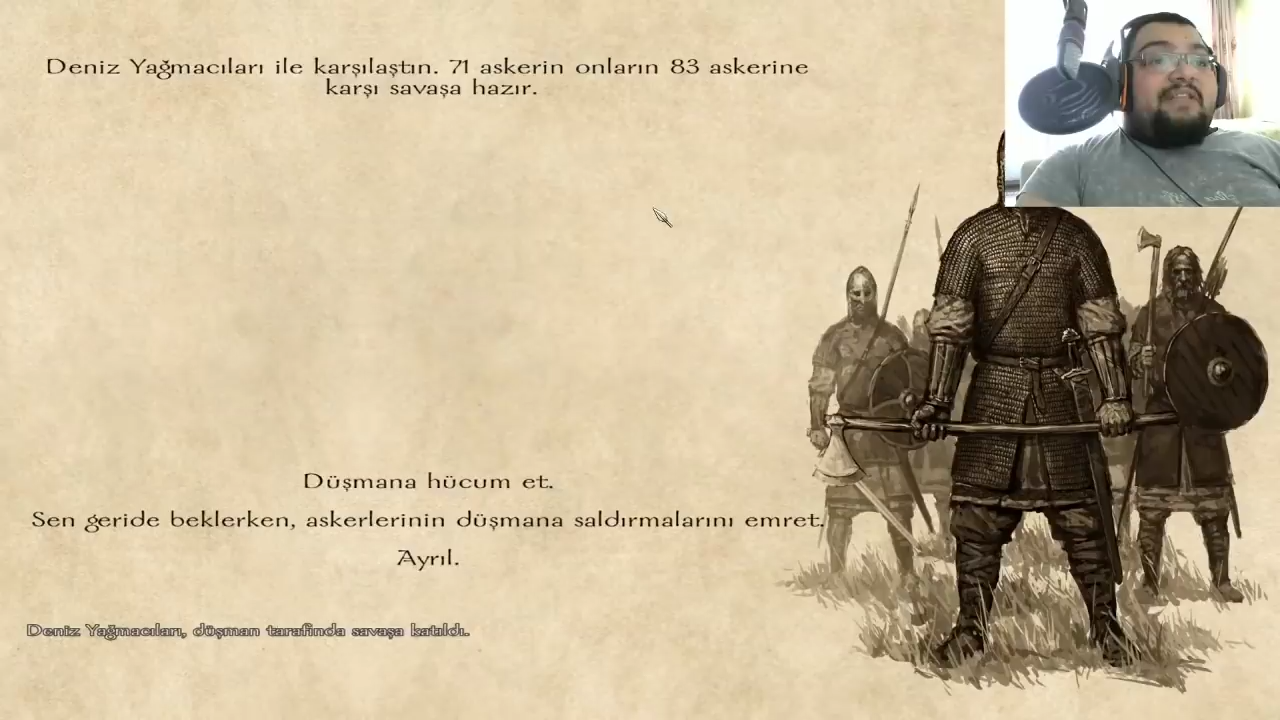 Deniz Yağmacıları ile karşılaştın. 71 askerin onların 83 askerine
karşı savaşa hazır.
Düşmana hücum et.
Sen geride beklerken, askerlerinin düşmana saldırmalarını emret.
Ayrıl.
Deniz Yağmacıları, düşman tarafında savaşa katıldı.